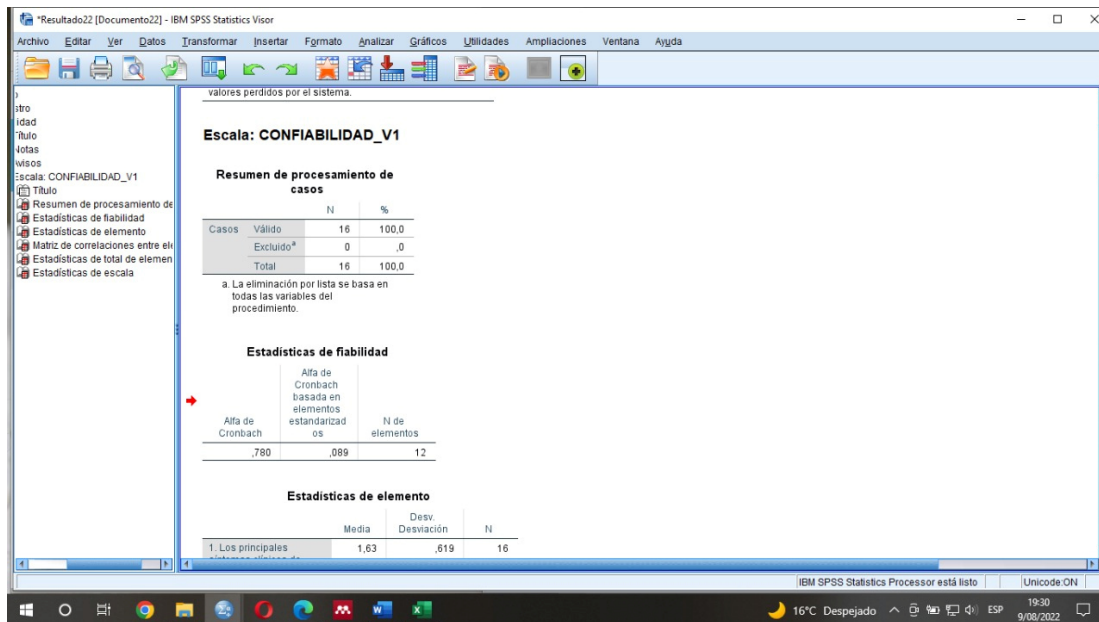 *Resultado22 [Documento22] - IBM SPSS Statistics Visor
Archivo Editar Ver Datos Transformar Insertar Formato Analizar Gráficos Utilidades Ampliaciones Ventana Ayuda
stro
idad
Título
Notas
Avisos
Escala: CONFIABILIDAD_V1
Título
Resumen de procesamiento de
Estadísticas de fiabilidad
Estadísticas de elemento
Matriz de correlaciones entre ele
Estadísticas de total de elemen
Estadísticas de escala
valores perdidos por el sistema.
Escala: CONFIABILIDAD_V1
Resumen de procesamiento de
casos
N %
Casos Válido 16 100,0
Excluido a 0 ,0
Total 16 100,0
a. La eliminación por lista se basa en
todas las variables del
procedimiento.
Estadísticas de fiabilidad
Alfa de
Cronbach
basada en
elementos
Alfa de estandarizad N de
Cronbach os elementos
,780 ,089 12
Estadísticas de elemento
Desv.
Media Desviación N
1. Los principales 1,63 ,619 16
IBM SPSS Statistics Processor está listo Unicode:ON
16°C Despejado ESP 19:30
9/08/2022